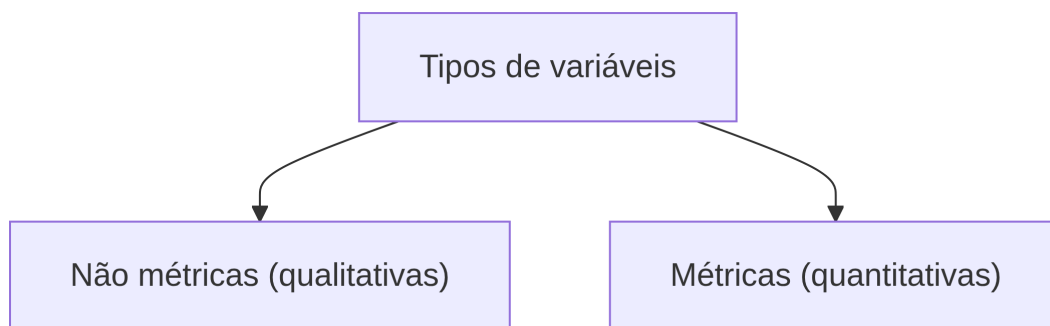 Tipos de variáveis
Não métricas (qualitativas)
Métricas (quantitativas)